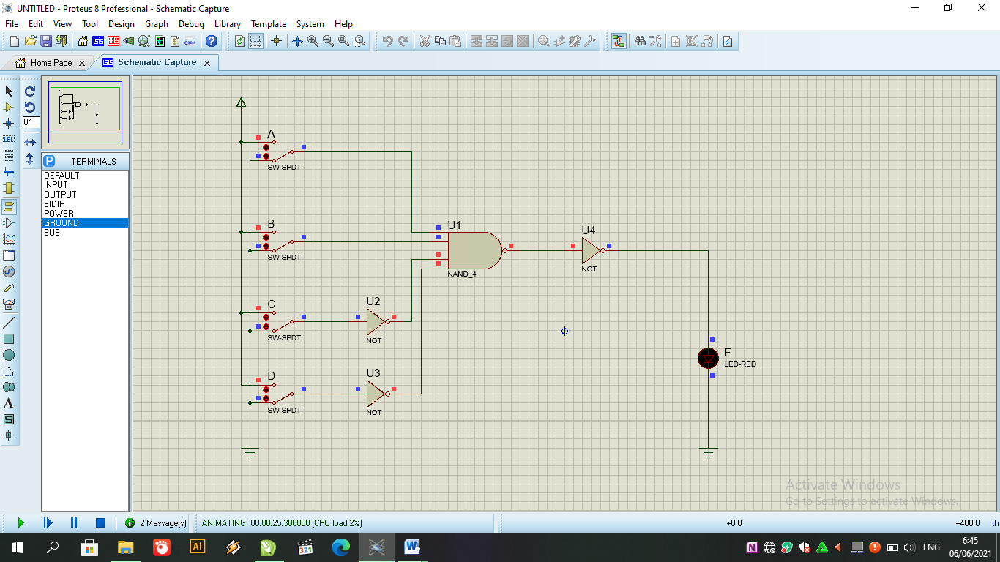 UNTITLED - Proteus 8 Professional - Schematic Capture
File Edit View Tool Design Graph Debug Library Template System Help
Home Page
Schematic Capture
0°
LBL
P
TERMINALS
DEFAULT
INPUT
OUTPUT
BIDIR
POWER
GROUND
BUS
A
A
SW-SPDT
B
SW-SPDT
U1
NAND_4
U4
NOT
C
SW-SPDT
U2
NOT
F
LED-RED
D
SW-SPDT
U3
NOT
Activate Windows
Go to Settings to activate Windows.
2 Message(s)
ANIMATING: 00:00:25.300000 (CPU load 2%)
+0.0
+400.0
th
Ai
321
W
N
ENG
6:45
06/06/2021